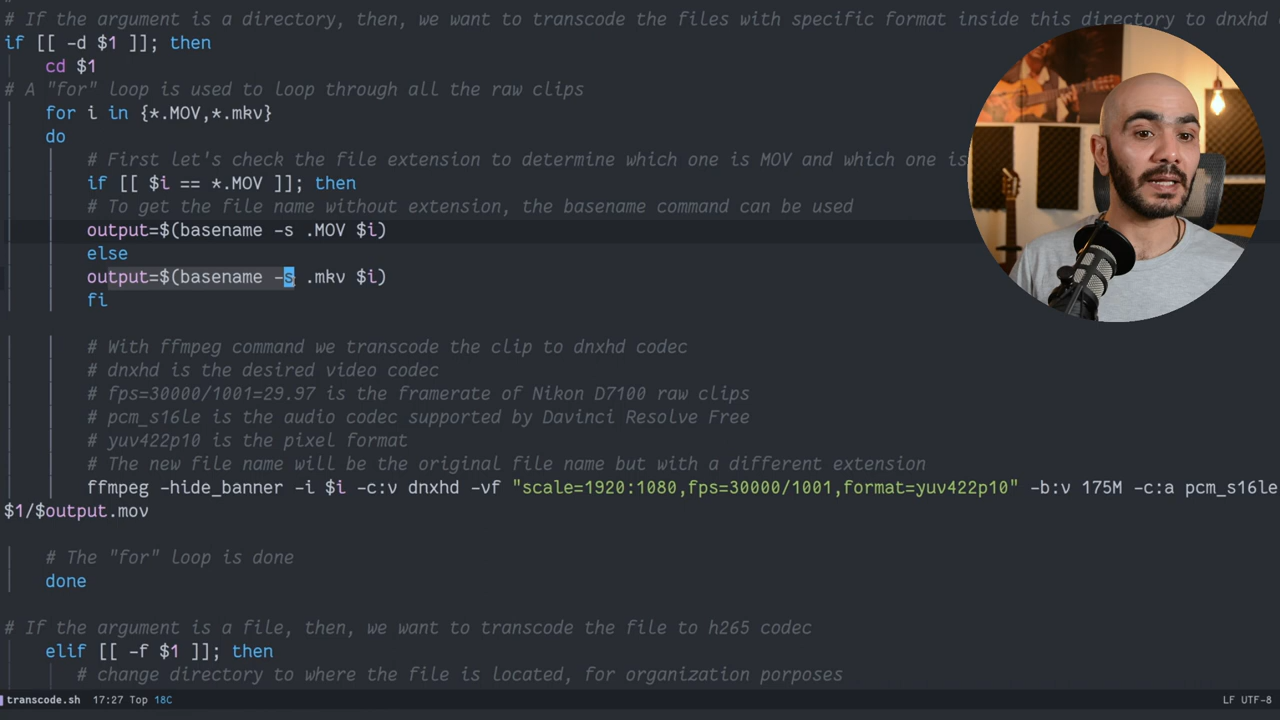 # If the argument is a directory, then, we want to transcode the files with specific format inside this directory to dnxhd
if [[ -d $1 ]]; then
cd $1
# A "for" loop is used to loop through all the raw clips
for i in {*.MOV,*.mkv}
do
# First let's check the file extension to determine which one is MOV and which one is
if [[ $i == *.MOV ]]; then
# To get the file name without extension, the basename command can be used
output=$(basename -s .MOV $i)
else
output=$(basename -s .mkv $i)
fi
# With ffmpeg command we transcode the clip to dnxhd codec
# dnxhd is the desired video codec
# fps=30000/1001=29.97 is the framerate of Nikon D7100 raw clips
# pcm_s16le is the audio codec supported by Davinci Resolve Free
# yuv422p10 is the pixel format
# The new file name will be the original file name but with a different extension
ffmpeg -hide_banner -i $i -c:v dnxhd -vf "scale=1920:1080,fps=30000/1001,format=yuv422p10" -b:v 175M -c:a pcm_s16le
$1/$output.mov
# The "for" loop is done
done
# If the argument is a file, then, we want to transcode the file to h265 codec
elif [[ -f $1 ]]; then
# change directory to where the file is located, for organization porposes
transcode.sh 17:27 Top 18C LF UTF-8